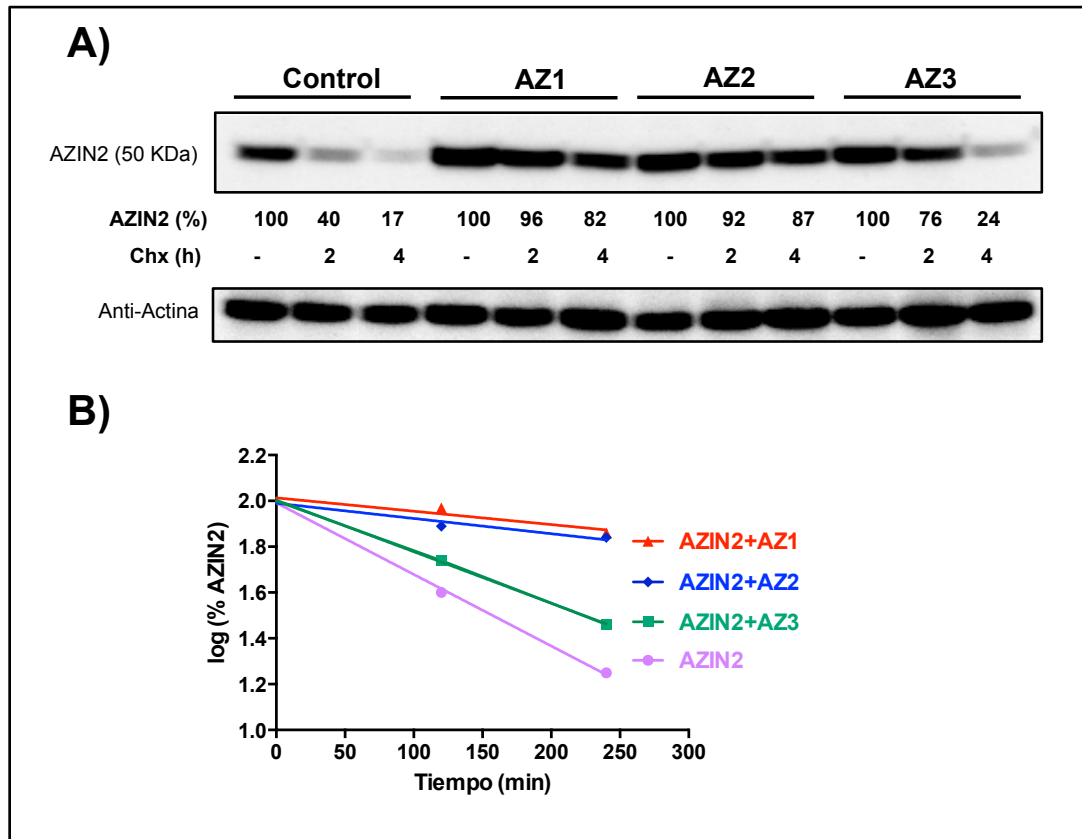 A)
Control AZ1 AZ2 AZ3
AZIN2 (50 KDa)
AZIN2 (%) 100 40 17 100 96 82 100 92 87 100 76 24
Chx (h) - 2 4 - 2 4 - 2 4 - 2 4
Anti-Actina
B)
log (% AZIN2)
2.2
2.0
1.8
1.6
1.4
1.2
1.0
0 50 100 150 200 250 300
Tiempo (min)
AZIN2+AZ1
AZIN2+AZ2
AZIN2+AZ3
AZIN2